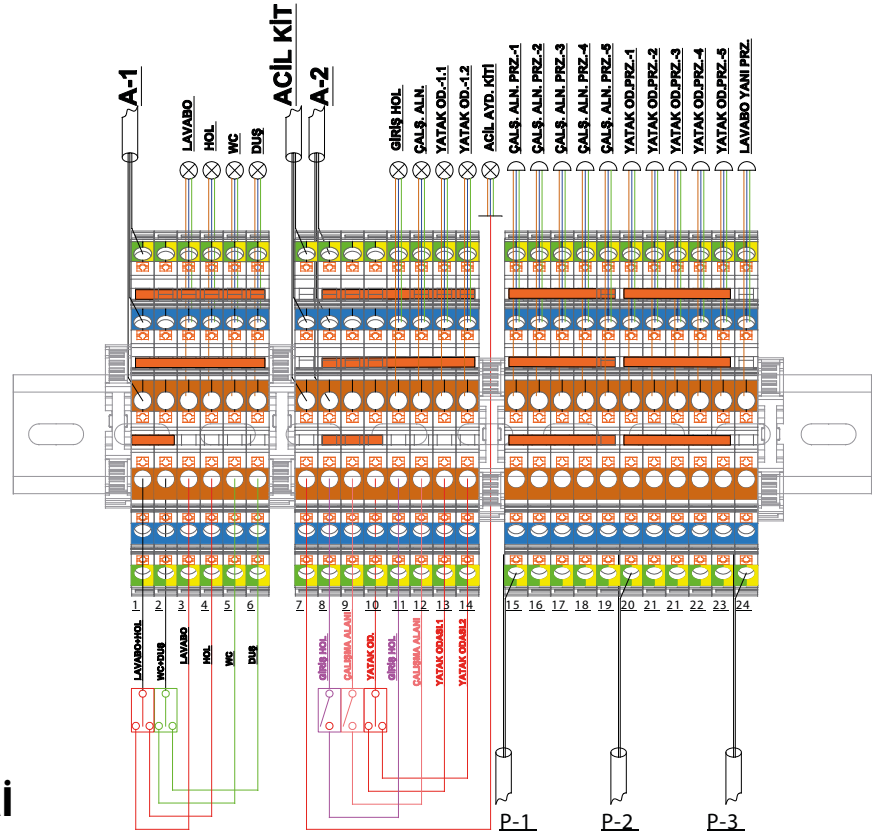 A-1
LAVABO
HOL
WC
DUŞ
ACİL KİT
A-2
GİRİŞ HOL
ÇALŞ. ALN.
YATAK OD.-1.1
YATAK OD.-1.2
ACİL AYD. KİTİ
ÇALŞ. ALN. PRZ.-1
ÇALŞ. ALN. PRZ.-2
ÇALŞ. ALN. PRZ.-3
ÇALŞ. ALN. PRZ.-4
ÇALŞ. ALN. PRZ.-5
YATAK OD.PRZ.-1
YATAK OD.PRZ.-2
YATAK OD.PRZ.-3
YATAK OD.PRZ.-4
YATAK OD.PRZ.-5
LAVABO YANI PRZ.
1 2 3 4 5 6 7 8 9 10 11 12 13 14 15 16 17 18 19 20 21 21 22 23 24
LAVABO+HOL
WC+DUŞ
LAVABO
HOL
WC
DUŞ
GİRİŞ HOL
ÇALIŞMA ALANI
YATAK OD.
GİRİŞ HOL
ÇALIŞMA ALANI
YATAK ODASI.1
YATAK ODASI.2
İ
P-1 P-2 P-3